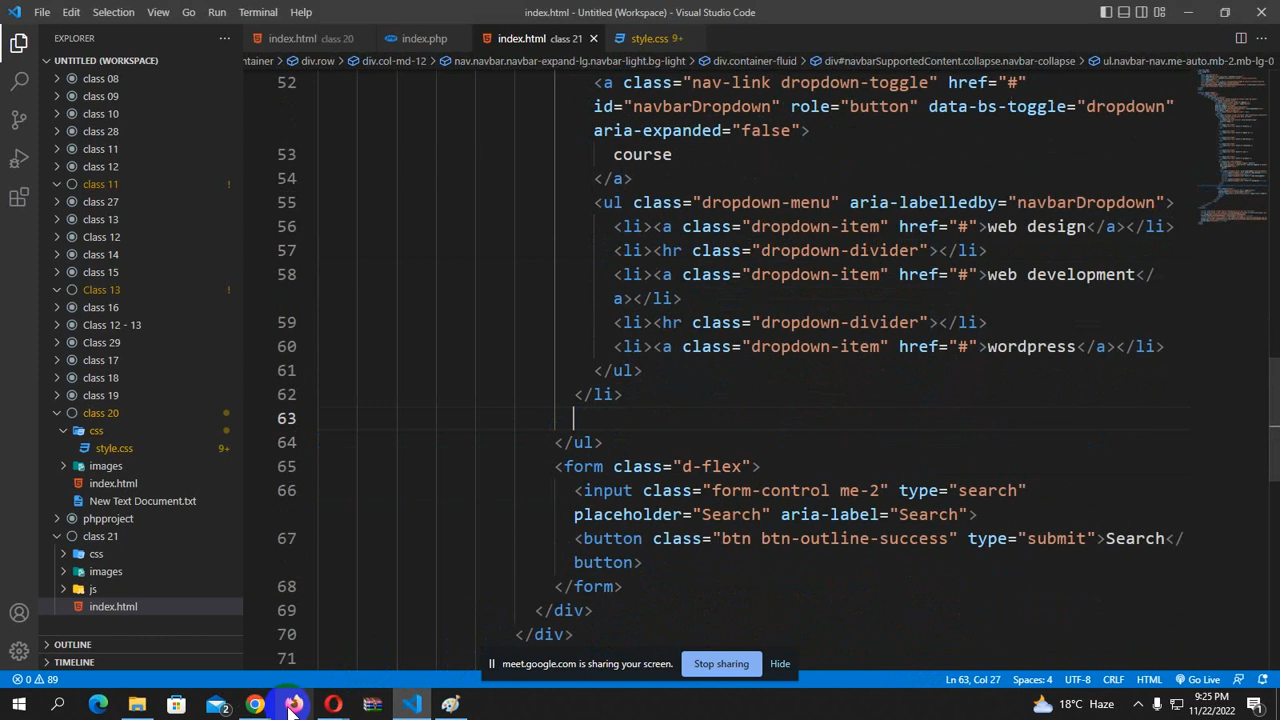 File Edit Selection View Go Run Terminal Help
index.html - Untitled (Workspace) - Visual Studio Code
EXPLORER
index.html class 20
index.php
index.html class 21
style.css 9+
UNTITLED (WORKSPACE)
ntainer > div.row > div.col-md-12 > nav.navbar.navbar-expand-lg.navbar-light.bg-light > div.container-fluid > div#navbarSupportedContent.collapse.navbar-collapse > ul.navbar-nav.me-auto.mb-2.mb-lg-0
class 08
class 09
class 10
class 28
class 11
class 12
class 11 !
class 27
class 13
Class 12
class 14
class 15
Class 13 !
class 16
Class 12 - 13
Class 29
class 17
class 18
class 19
class 20
css
style.css 9+
images
index.html
New Text Document.txt
phpproject
class 21
css
images
js
index.html
OUTLINE
TIMELINE
52 <a class="nav-link dropdown-toggle" href="#"
id="navbarDropdown" role="button" data-bs-toggle="dropdown"
aria-expanded="false">
53 course
54 </a>
55 <ul class="dropdown-menu" aria-labelledby="navbarDropdown">
56 <li><a class="dropdown-item" href="#">web design</a></li>
57 <li><hr class="dropdown-divider"></li>
58 <li><a class="dropdown-item" href="#">web development</
a></li>
59 <li><hr class="dropdown-divider"></li>
60 <li><a class="dropdown-item" href="#">wordpress</a></li>
61 </ul>
62 </li>
63
64 </ul>
65 <form class="d-flex">
66 <input class="form-control me-2" type="search"
placeholder="Search" aria-label="Search">
67 <button class="btn btn-outline-success" type="submit">Search</
button>
68 </form>
69 </div>
70 </div>
71
meet.google.com is sharing your screen. Stop sharing Hide
0 89
Ln 63, Col 27 Spaces: 4 UTF-8 CRLF HTML Go Live
2
18°C Haze
9:25 PM
11/22/2022
1